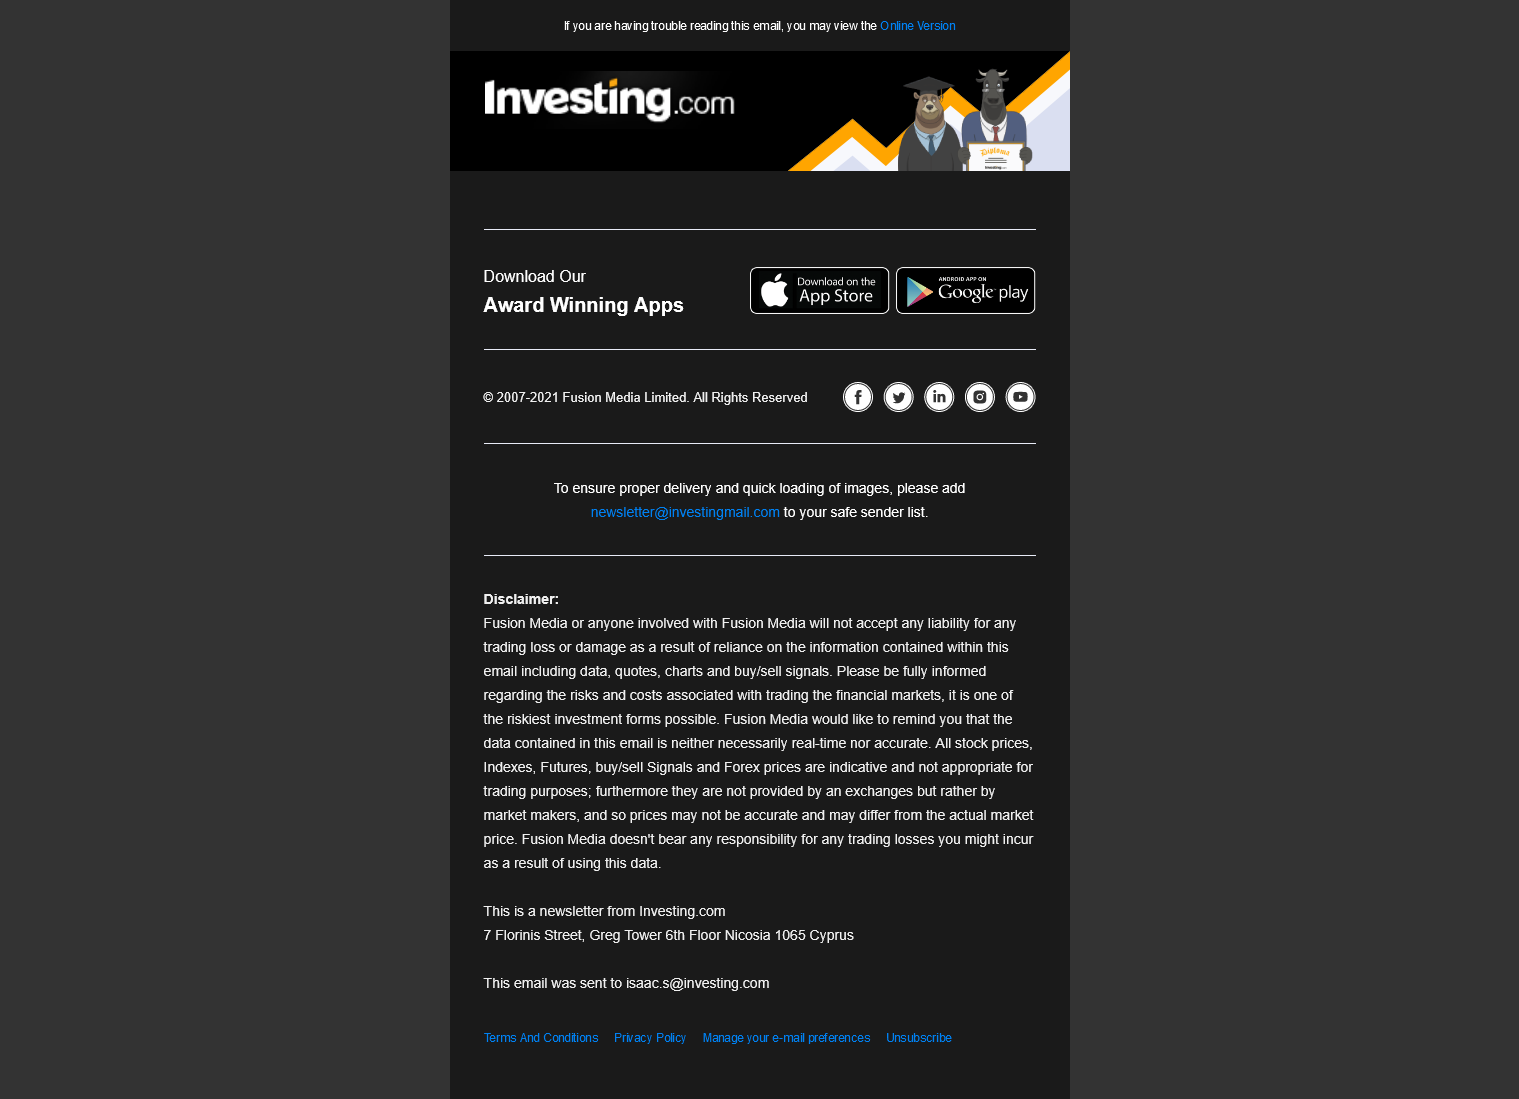 If you are having trouble reading this email, you may view the Online Version
Investing.com
Diploma
Investing.com
Download Our
Award Winning Apps
Download on the
App Store
ANDROID APP ON
Google play
© 2007-2021 Fusion Media Limited. All Rights Reserved
To ensure proper delivery and quick loading of images, please add
newsletter@investingmail.com to your safe sender list.
Disclaimer:
Fusion Media or anyone involved with Fusion Media will not accept any liability for any
trading loss or damage as a result of reliance on the information contained within this
email including data, quotes, charts and buy/sell signals. Please be fully informed
regarding the risks and costs associated with trading the financial markets, it is one of
the riskiest investment forms possible. Fusion Media would like to remind you that the
data contained in this email is neither necessarily real-time nor accurate. All stock prices,
Indexes, Futures, buy/sell Signals and Forex prices are indicative and not appropriate for
trading purposes; furthermore they are not provided by an exchanges but rather by
market makers, and so prices may not be accurate and may differ from the actual market
price. Fusion Media doesn't bear any responsibility for any trading losses you might incur
as a result of using this data.
This is a newsletter from Investing.com
7 Florinis Street, Greg Tower 6th Floor Nicosia 1065 Cyprus
This email was sent to isaac.s@investing.com
Terms And Conditions Privacy Policy Manage your e-mail preferences Unsubscribe